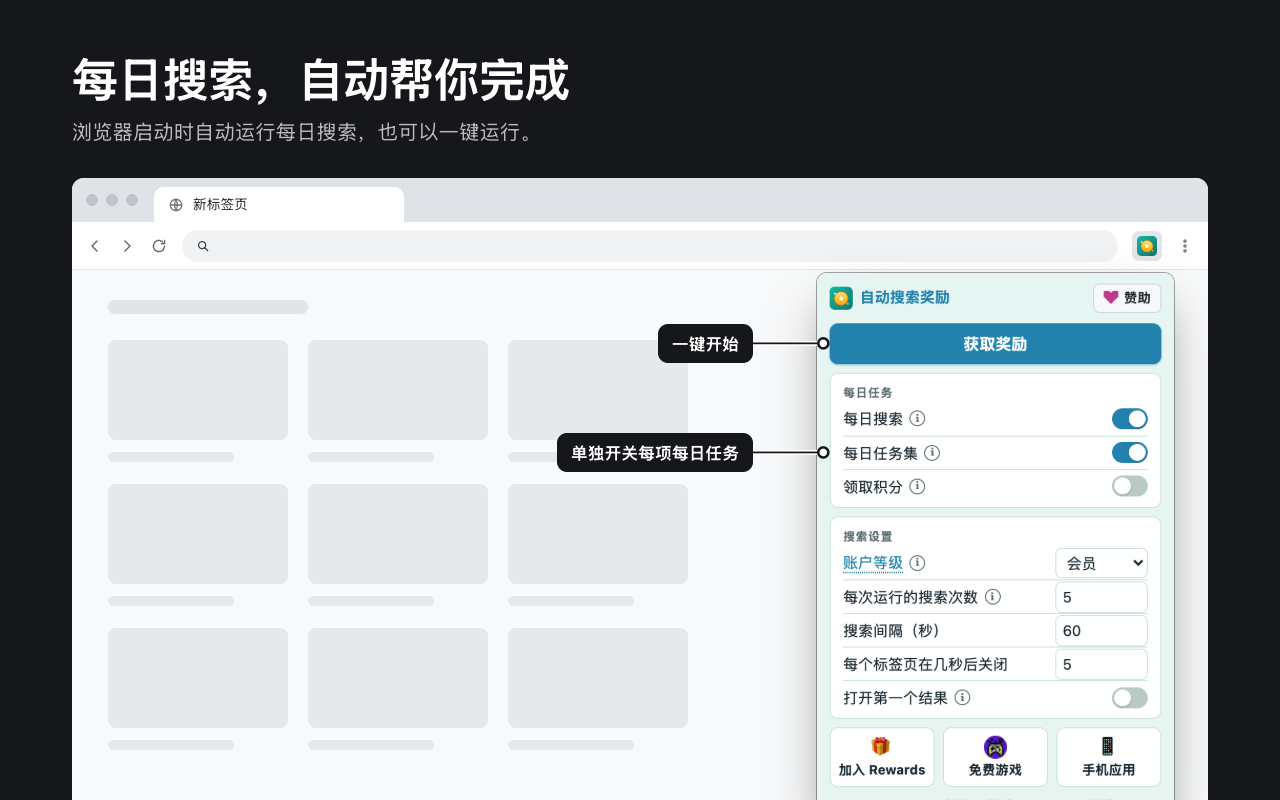 每日搜索，自动帮你完成
浏览器启动时自动运行每日搜索，也可以一键运行。
新标签页
自动搜索奖励
赞助
一键开始
获取奖励
每日任务
每日搜索
单独开关每项每日任务
每日任务集
领取积分
搜索设置
账户等级
会员
每次运行的搜索次数
5
搜索间隔（秒）
60
每个标签页在几秒后关闭
5
打开第一个结果
加入 Rewards
免费游戏
手机应用